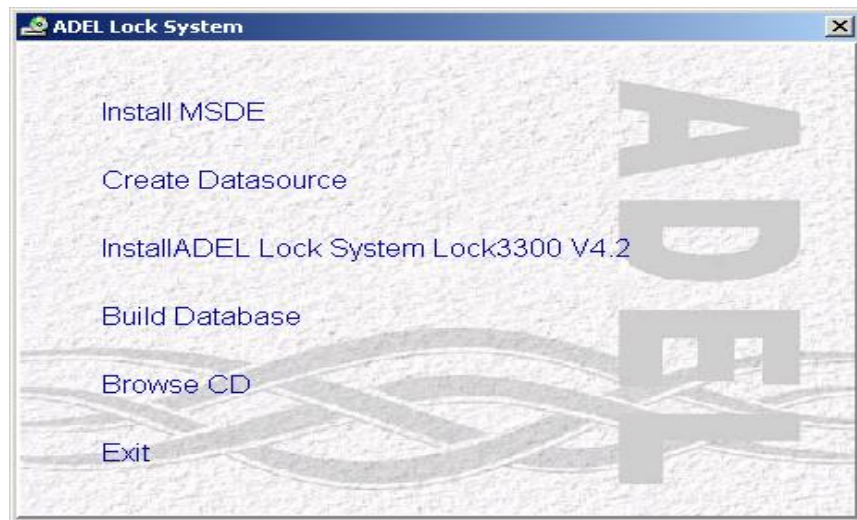 ADEL Lock System
Install MSDE
Create Datasource
InstallADEL Lock System Lock3300 V4.2
Build Database
Browse CD
Exit
ADEL